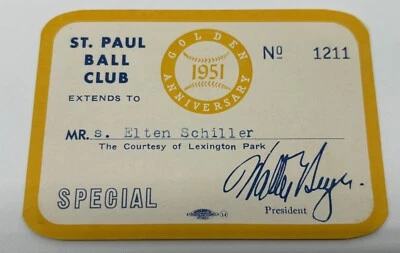 ST. PAUL
BALL
CLUB
GOLDEN
1951
ANNIVERSARY
Nº 1211
EXTENDS TO
MR. s. Elten Schiller
The Courtesy of Lexington Park
SPECIAL
President